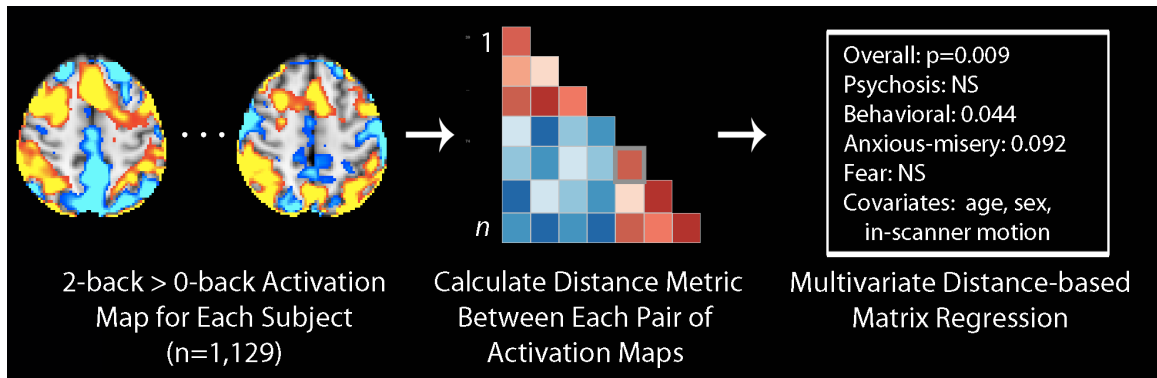 1
n
Overall: p=0.009
Psychosis: NS
Behavioral: 0.044
Anxious-misery: 0.092
Fear: NS
Covariates: age, sex,
in-scanner motion
2-back > 0-back Activation
Map for Each Subject
(n=1,129)
Calculate Distance Metric
Between Each Pair of
Activation Maps
Multivariate Distance-based
Matrix Regression